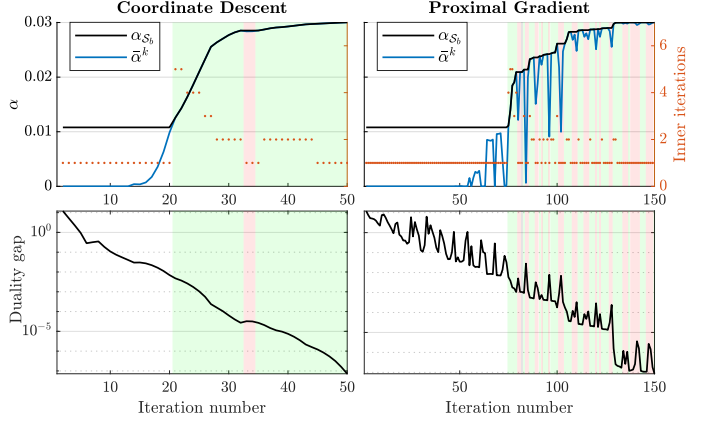 Coordinate Descent
Proximal Gradient
0.03
0.02
0.01
0
α
α_{𝒮_b}
ᾱ^k
0 10 20 30 40 50
α_{𝒮_b}
ᾱ^k
6
4
2
0
Inner iterations
50 100 150
Duality gap
10^0
10^{-5}
10 20 30 40 50
Iteration number
50 100 150
Iteration number